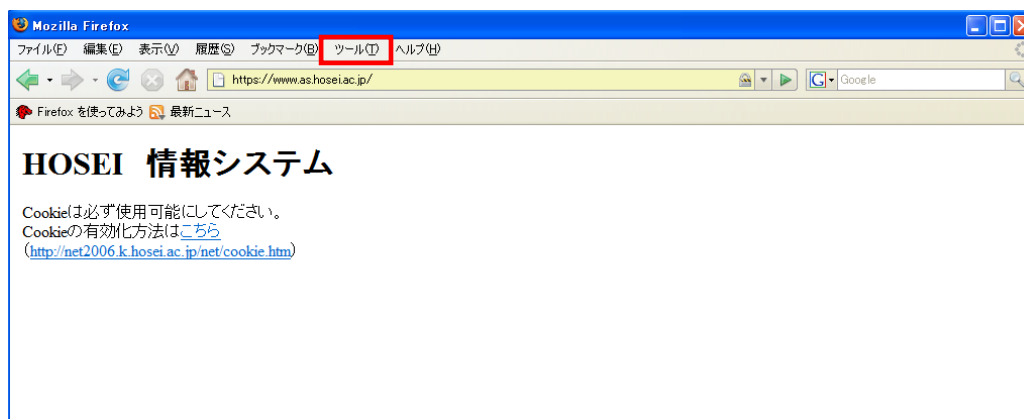 Mozilla Firefox
ファイル(F) 編集(E) 表示(V) 履歴(S) ブックマーク(B) ツール(T) ヘルプ(H)
https://www.as.hosei.ac.jp/ G Google
Firefox を使ってみよう 最新ニュース
HOSEI 情報システム
Cookieは必ず使用可能にしてください。
Cookieの有効化方法はこちら
(http://net2006.k.hosei.ac.jp/net/cookie.htm)